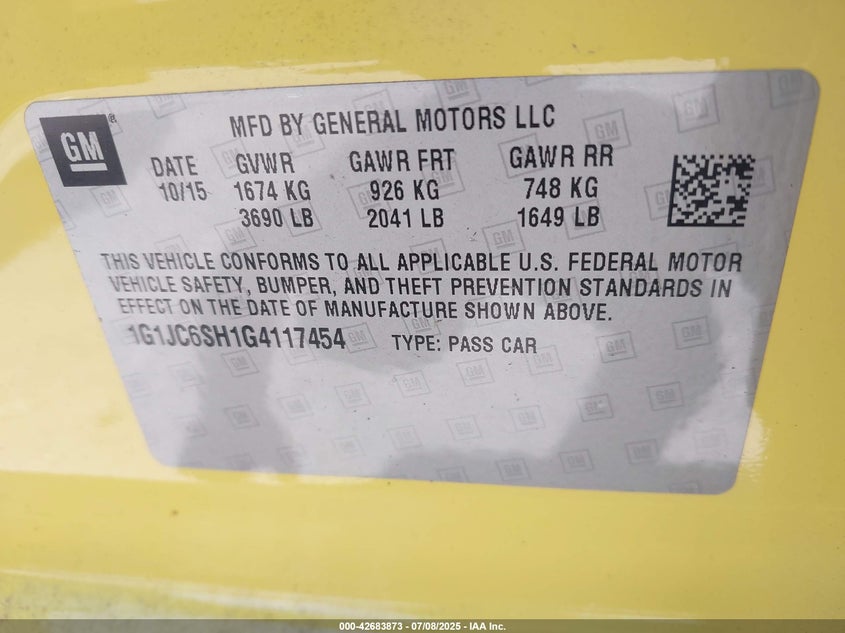 GM®
MFD BY GENERAL MOTORS LLC
DATE GVWR GAWR FRT GAWR RR
10/15 1674 KG 926 KG 748 KG
3690 LB 2041 LB 1649 LB
THIS VEHICLE CONFORMS TO ALL APPLICABLE U.S. FEDERAL MOTOR
VEHICLE SAFETY, BUMPER, AND THEFT PREVENTION STANDARDS IN
EFFECT ON THE DATE OF MANUFACTURE SHOWN ABOVE.
1G1JC6SH1G4117454 TYPE: PASS CAR
000-42683873 / 07/08/2025 - IAA Inc.